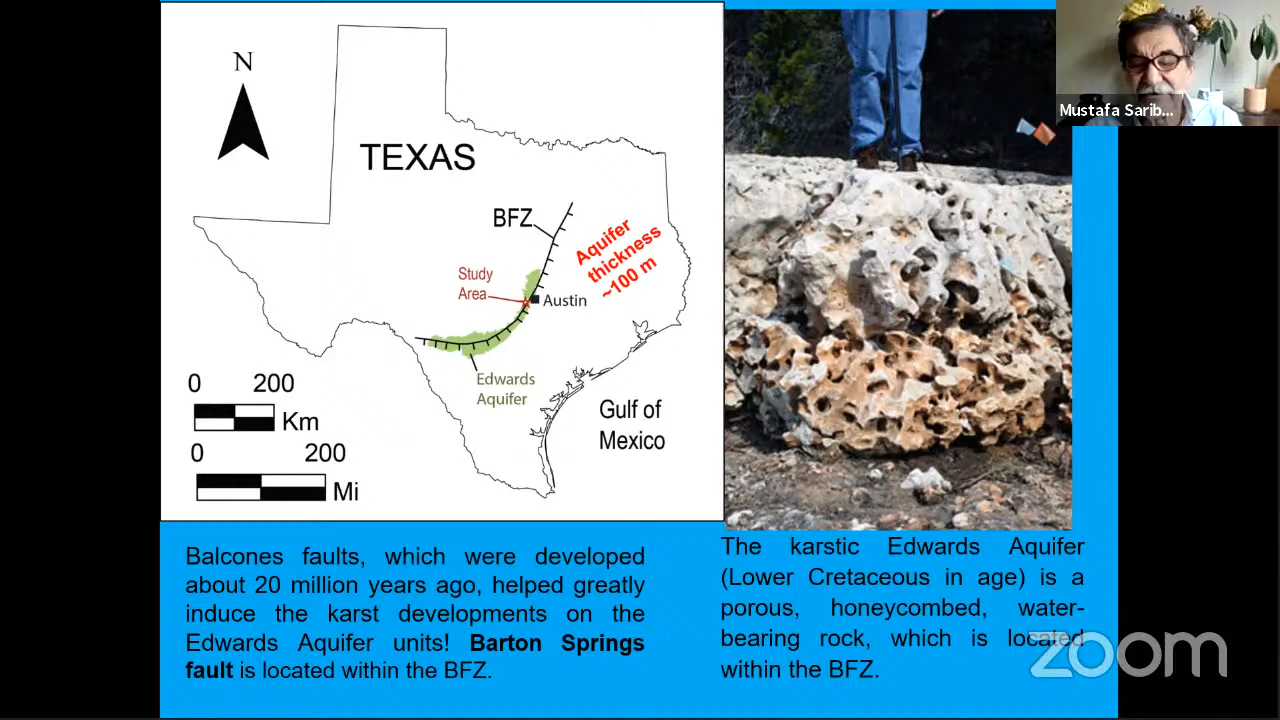 N
TEXAS
BFZ
Aquifer
thickness
~100 m
Study
Area
Austin
Edwards
Aquifer
Gulf of
Mexico
0 200
Km
0 200
Mi
Mustafa Sarib...
Balcones faults, which were developed
about 20 million years ago, helped greatly
induce the karst developments on the
Edwards Aquifer units! Barton Springs
fault is located within the BFZ.
The karstic Edwards Aquifer
(Lower Cretaceous in age) is a
porous, honeycombed, water-
bearing rock, which is located
within the BFZ.
zoom